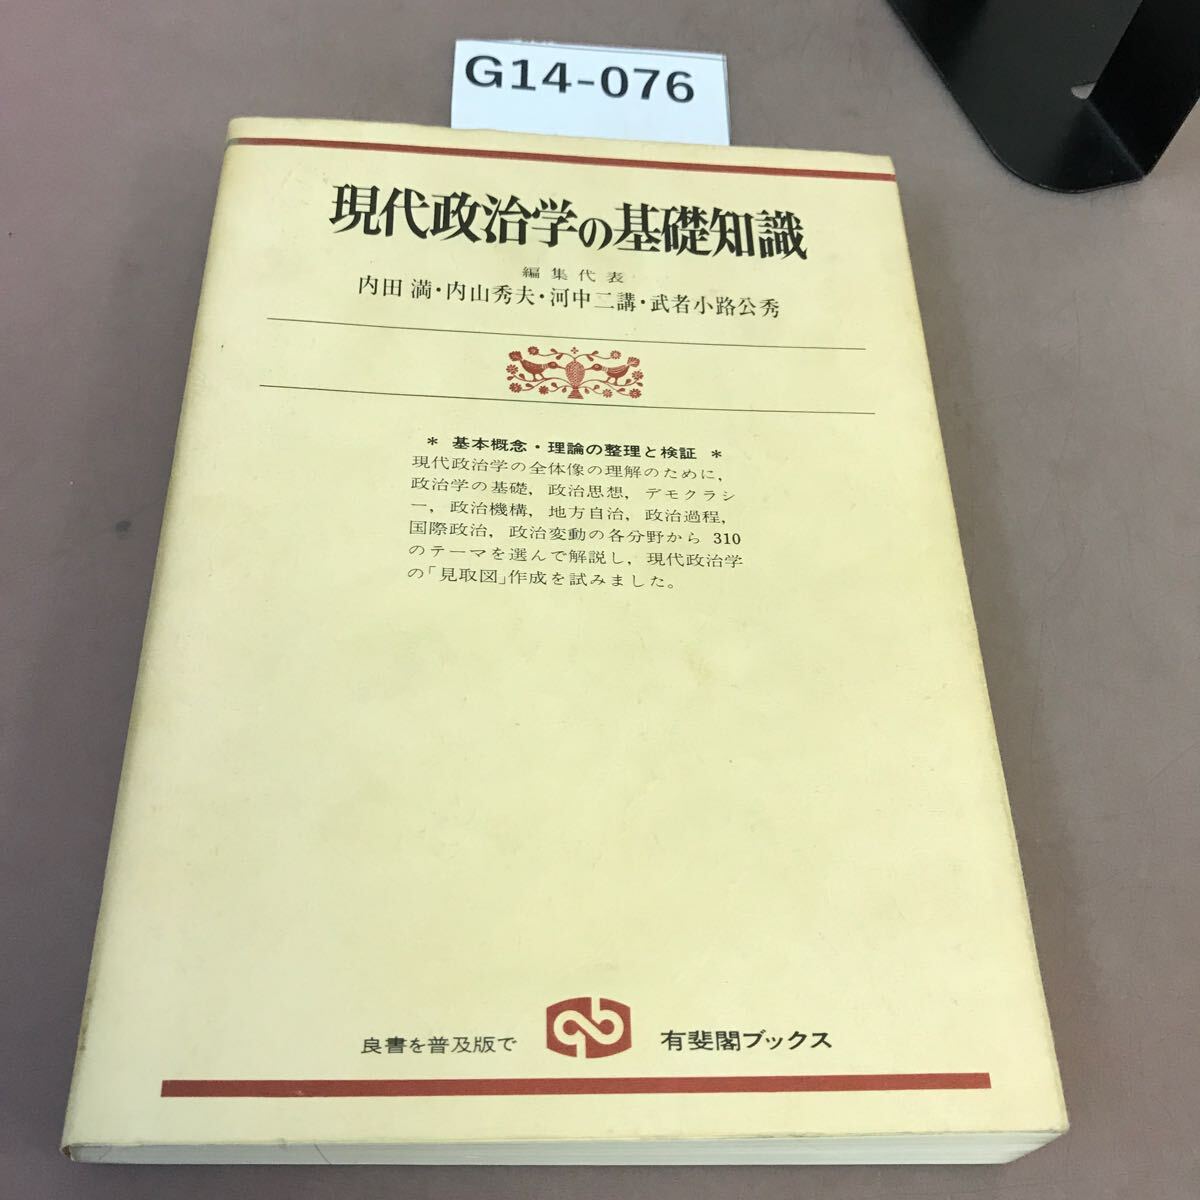 G14-076
現代政治学の基礎知識
編集代表
内田 満・内山秀夫・河中二講・武者小路公秀
* 基本概念・理論の整理と検証 *
現代政治学の全体像の理解のために，
政治学の基礎，政治思想，デモクラシ
ー，政治機構，地方自治，政治過程，
国際政治，政治変動の各分野から 310
のテーマを選んで解説し，現代政治学
の「見取図」作成を試みました。
良書を普及版で 有斐閣ブックス